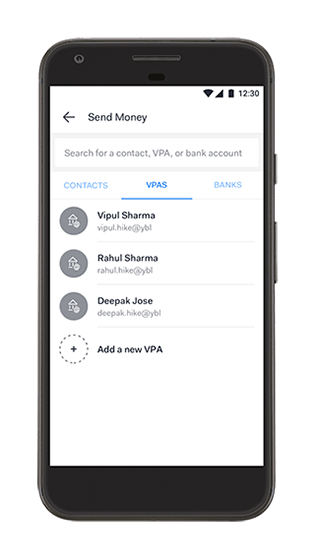 12:30
Send Money
Search for a contact, VPA, or bank account
CONTACTS VPAS BANKS
Vipul Sharma
vipul.hike@ybl
Rahul Sharma
rahul.hike@ybl
Deepak Jose
deepak.hike@ybl
+ Add a new VPA